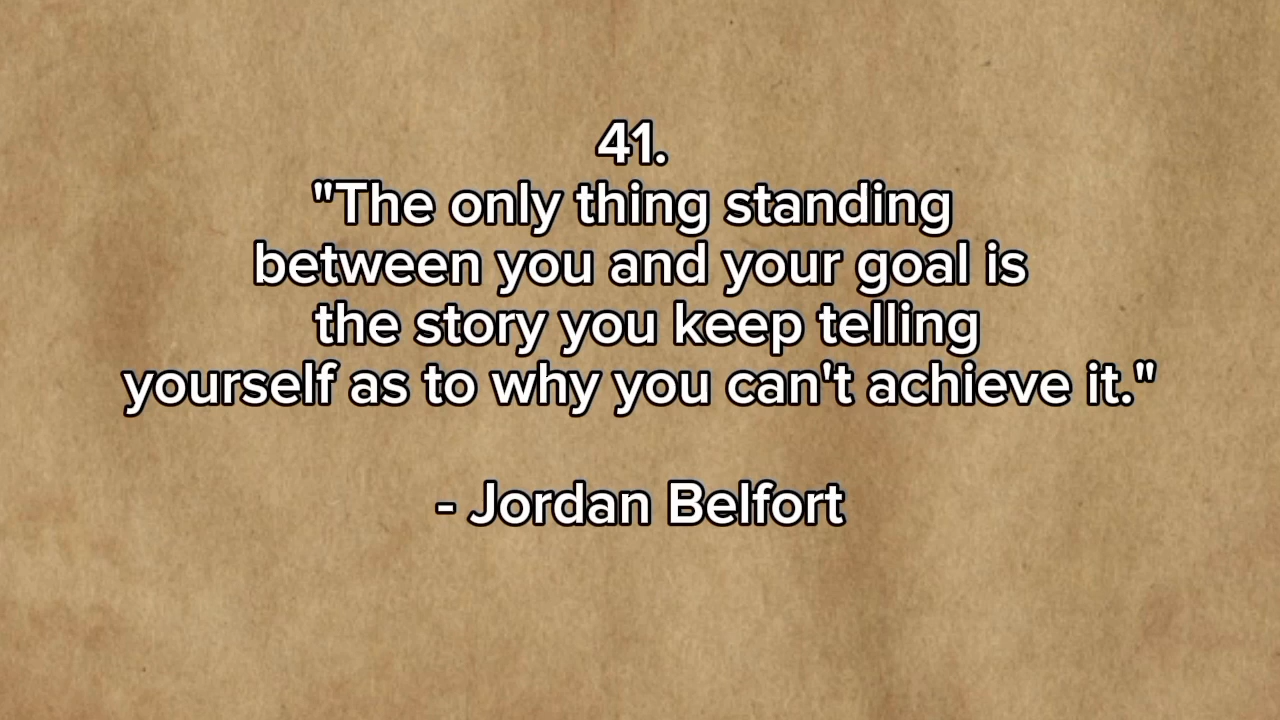 41.
"The only thing standing
between you and your goal is
the story you keep telling
yourself as to why you can't achieve it."
- Jordan Belfort